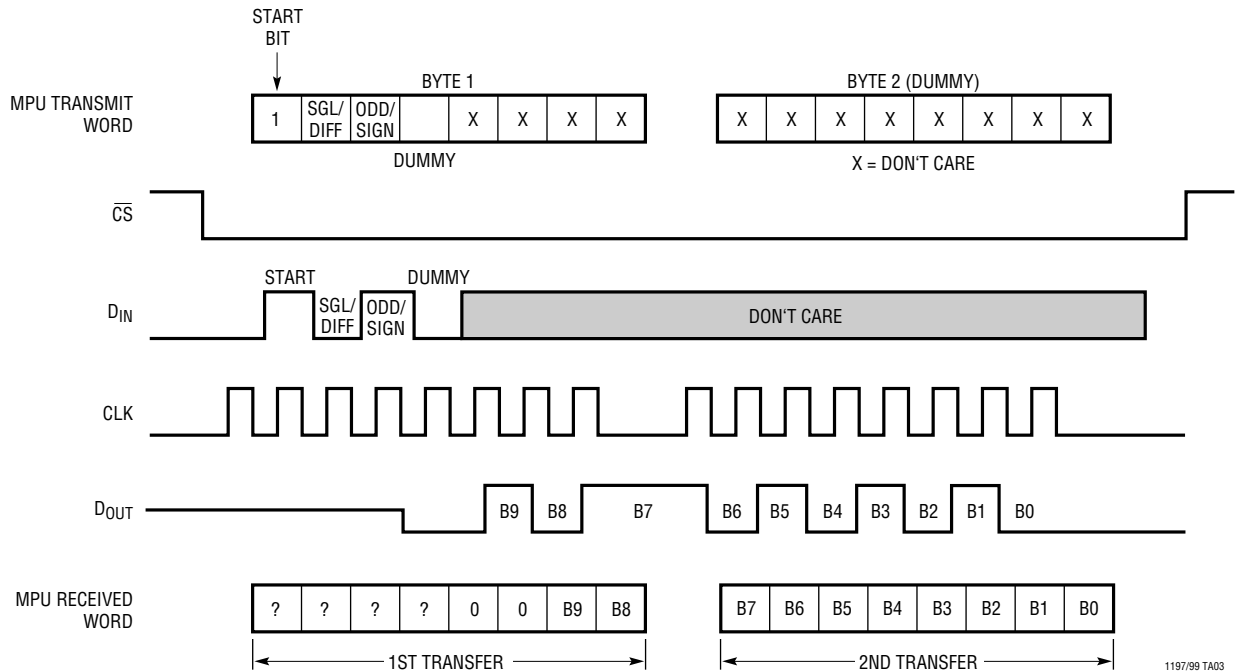 START
BIT
BYTE 1
BYTE 2 (DUMMY)
MPU TRANSMIT
WORD
1 SGL/
DIFF ODD/
SIGN X X X X
X X X X X X X X
DUMMY
X = DON'T CARE
CS
START
DUMMY
DIN
SGL/
DIFF
ODD/
SIGN
DON'T CARE
CLK
DOUT
B9 B8 B7 B6 B5 B4 B3 B2 B1 B0
MPU RECEIVED
WORD
? ? ? ? 0 0 B9 B8
B7 B6 B5 B4 B3 B2 B1 B0
1ST TRANSFER
2ND TRANSFER
1197/99 TA03